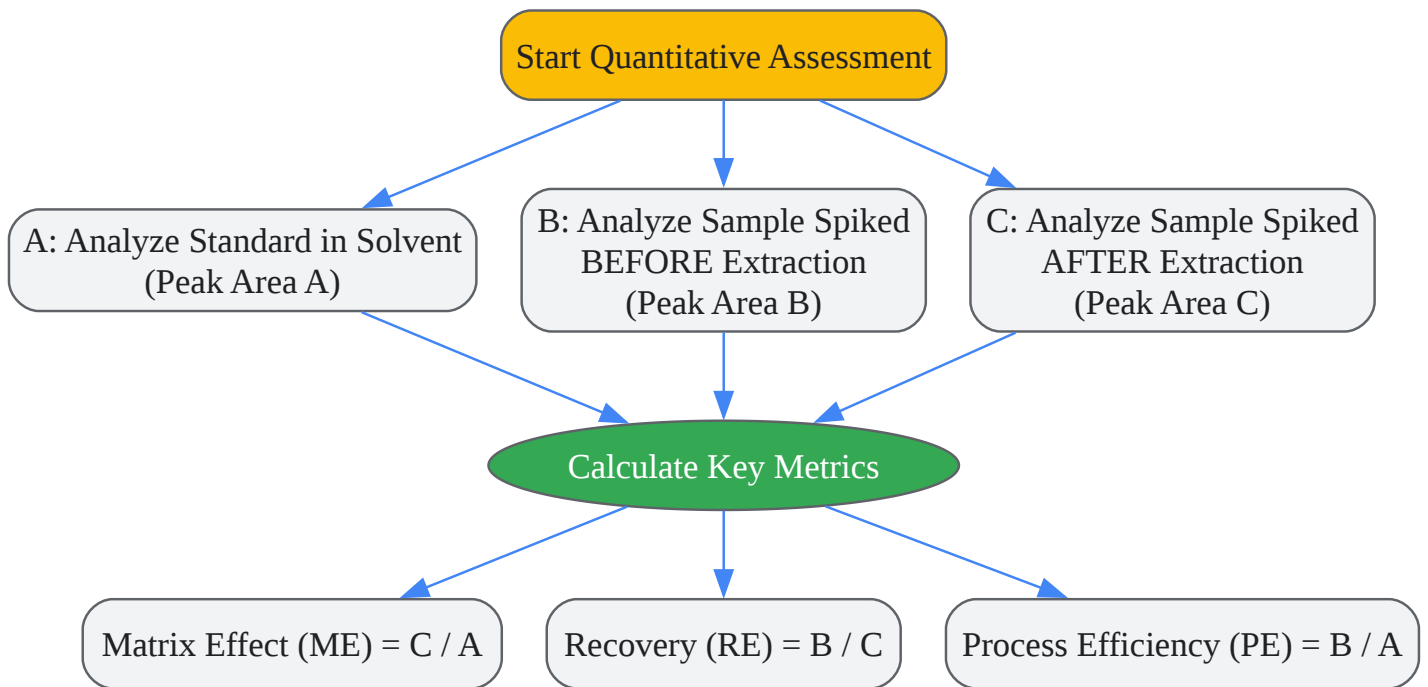 Start Quantitative Assessment
A: Analyze Standard in Solvent
(Peak Area A)
B: Analyze Sample Spiked
BEFORE Extraction
(Peak Area B)
C: Analyze Sample Spiked
AFTER Extraction
(Peak Area C)
Calculate Key Metrics
Matrix Effect (ME) = C / A
Recovery (RE) = B / C
Process Efficiency (PE) = B / A